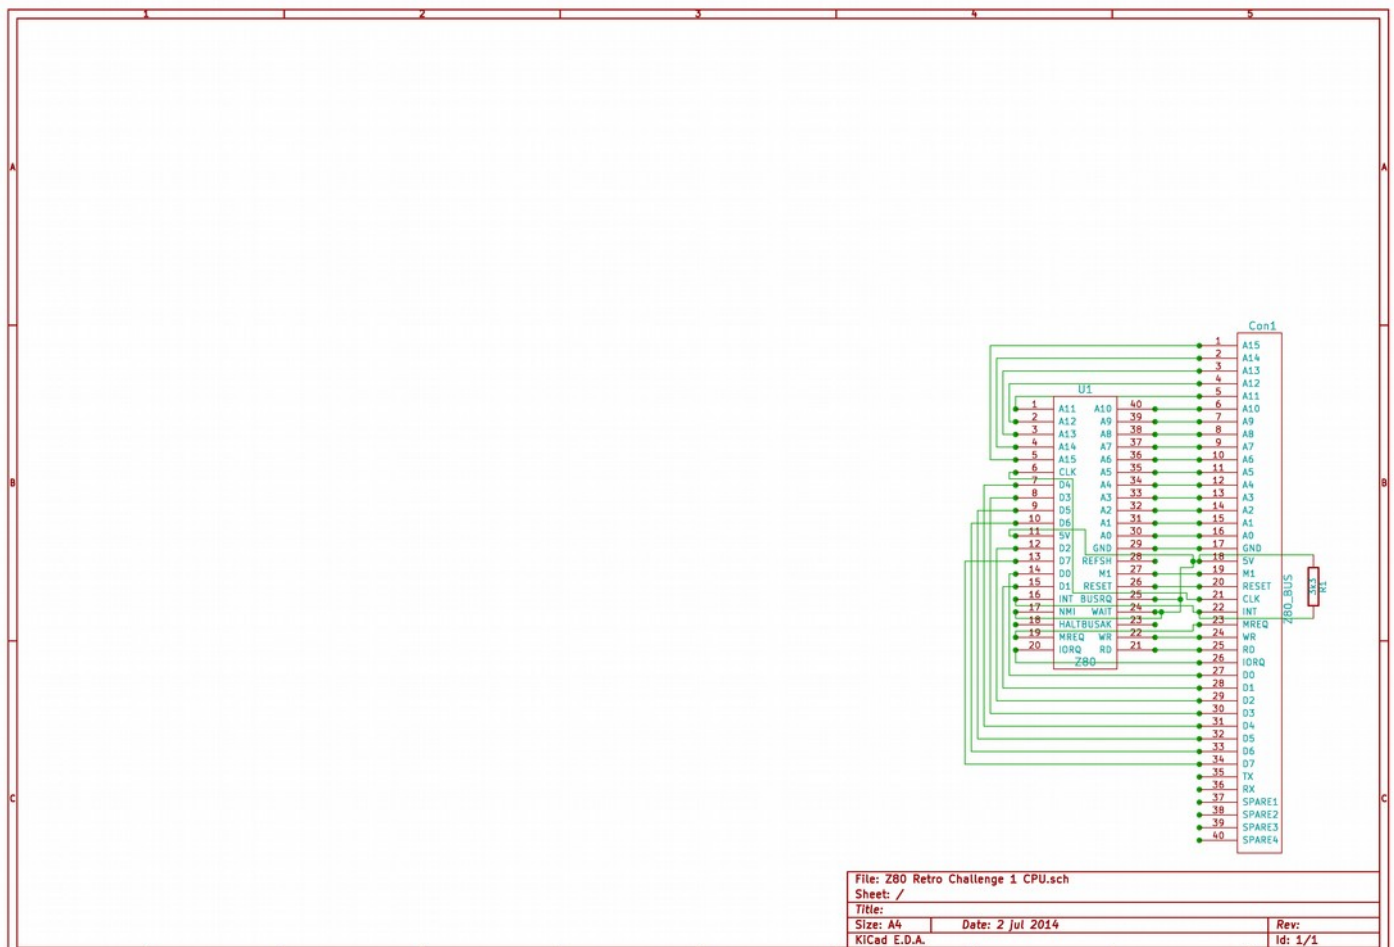 1 2 3 4 5
A A
B B
C C
Con1
1 A15
2 A14
3 A13
4 A12
5 A11
6 A10
7 A9
8 A8
9 A7
10 A6
11 A5
12 A4
13 A3
14 A2
15 A1
16 A0
17 GND
18 5V
19 M1
20 RESET
21 CLK
22 INT
23 MREQ
24 WR
25 RD
26 IORQ
27 D0
28 D1
29 D2
30 D3
31 D4
32 D5
33 D6
34 D7
35 TX
36 RX
37 SPARE1
38 SPARE2
39 SPARE3
40 SPARE4
Z80_BUS
3k3
R1
U1
1 A11 A10 40
2 A12 A9 39
3 A13 A8 38
4 A14 A7 37
5 A15 A6 36
6 CLK A5 35
7 D4 A4 34
8 D3 A3 33
9 D5 A2 32
10 D6 A1 31
11 5V A0 30
12 D2 GND 29
13 D7 REFSH 28
14 D0 M1 27
15 D1 RESET 26
16 INT BUSRQ 25
17 NMI WAIT 24
18 HALT BUSAK 23
19 MREQ WR 22
20 IORQ RD 21
Z80
File: Z80 Retro Challenge 1 CPU.sch
Sheet: /
Title:
Size: A4 Date: 2 jul 2014 Rev:
KiCad E.D.A. Id: 1/1